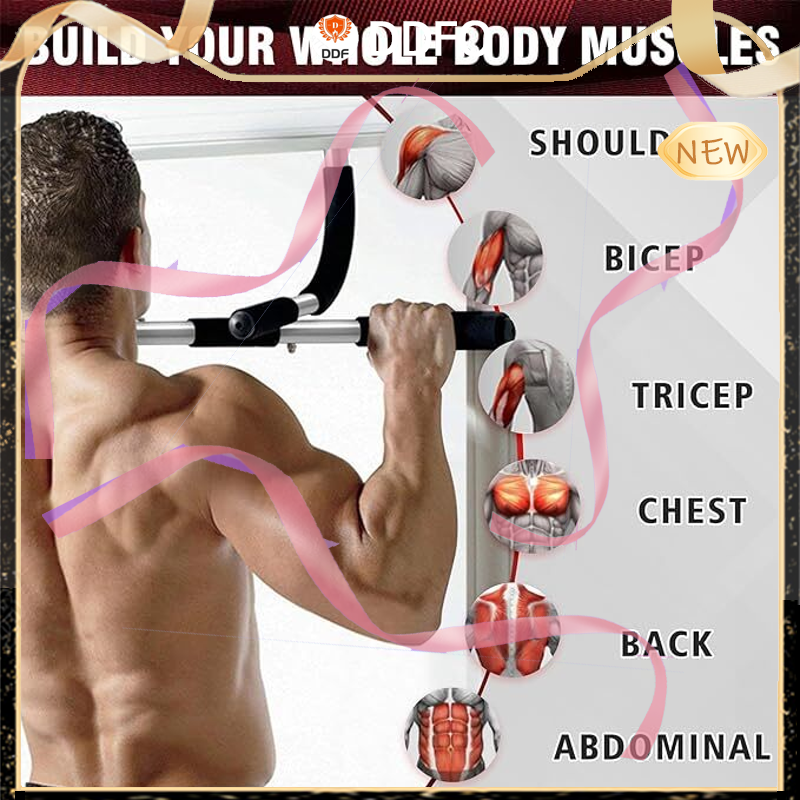 BUILD YOUR WHOLE BODY MUSCLES
DDF
SHOULD
NEW
BICEP
TRICEP
CHEST
BACK
ABDOMINAL